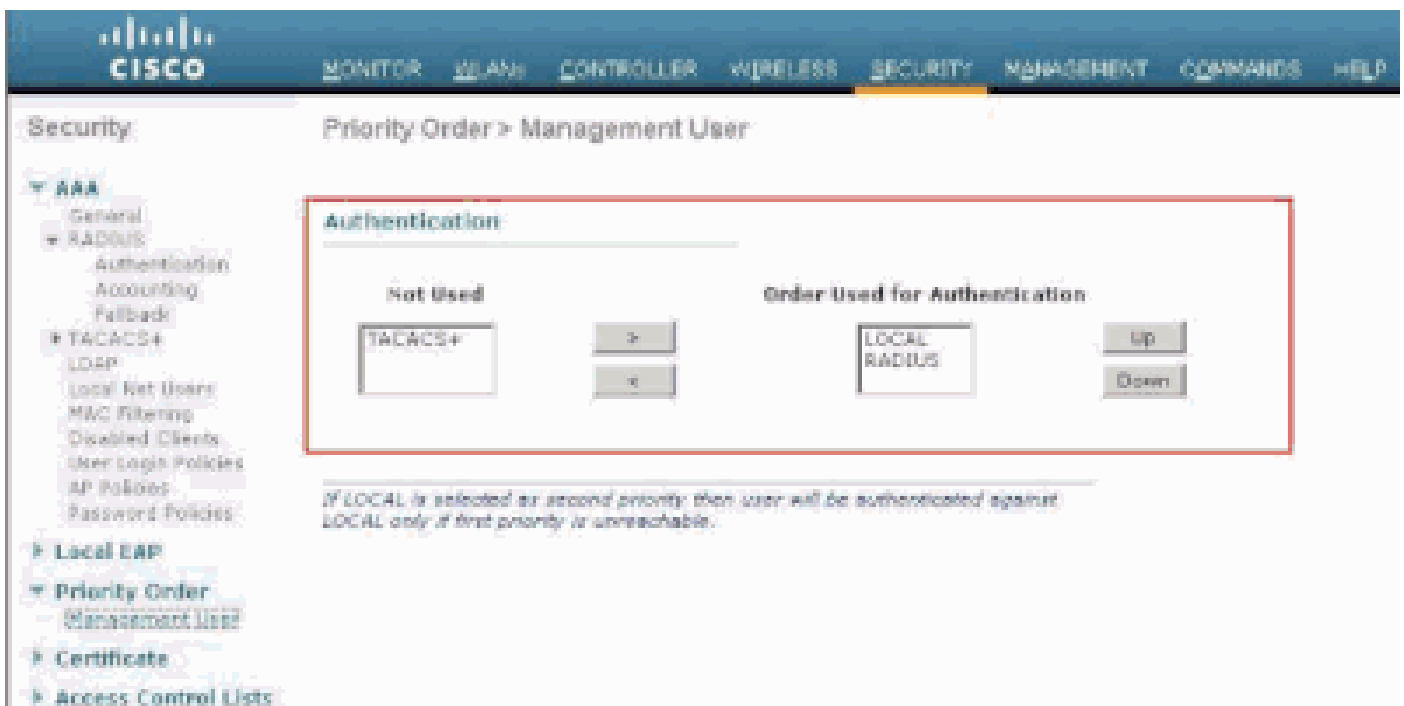 CISCO
MONITOR WLANs CONTROLLER WIRELESS SECURITY MANAGEMENT COMMANDS HELP
Security
AAA
General
RADIUS
Authentication
Accounting
Fallback
TACACS+
LDAP
Local Net Users
MAC Filtering
Disabled Clients
User Login Policies
AP Policies
Password Policies
Local EAP
Priority Order
Management User
Certificate
Access Control Lists
Priority Order > Management User
Authentication
Not Used
Order Used for Authentication
TACACS+
>
<
LOCAL
RADIUS
Up
Down
If LOCAL is selected as second priority then user will be authenticated against
LOCAL only if first priority is unreachable.